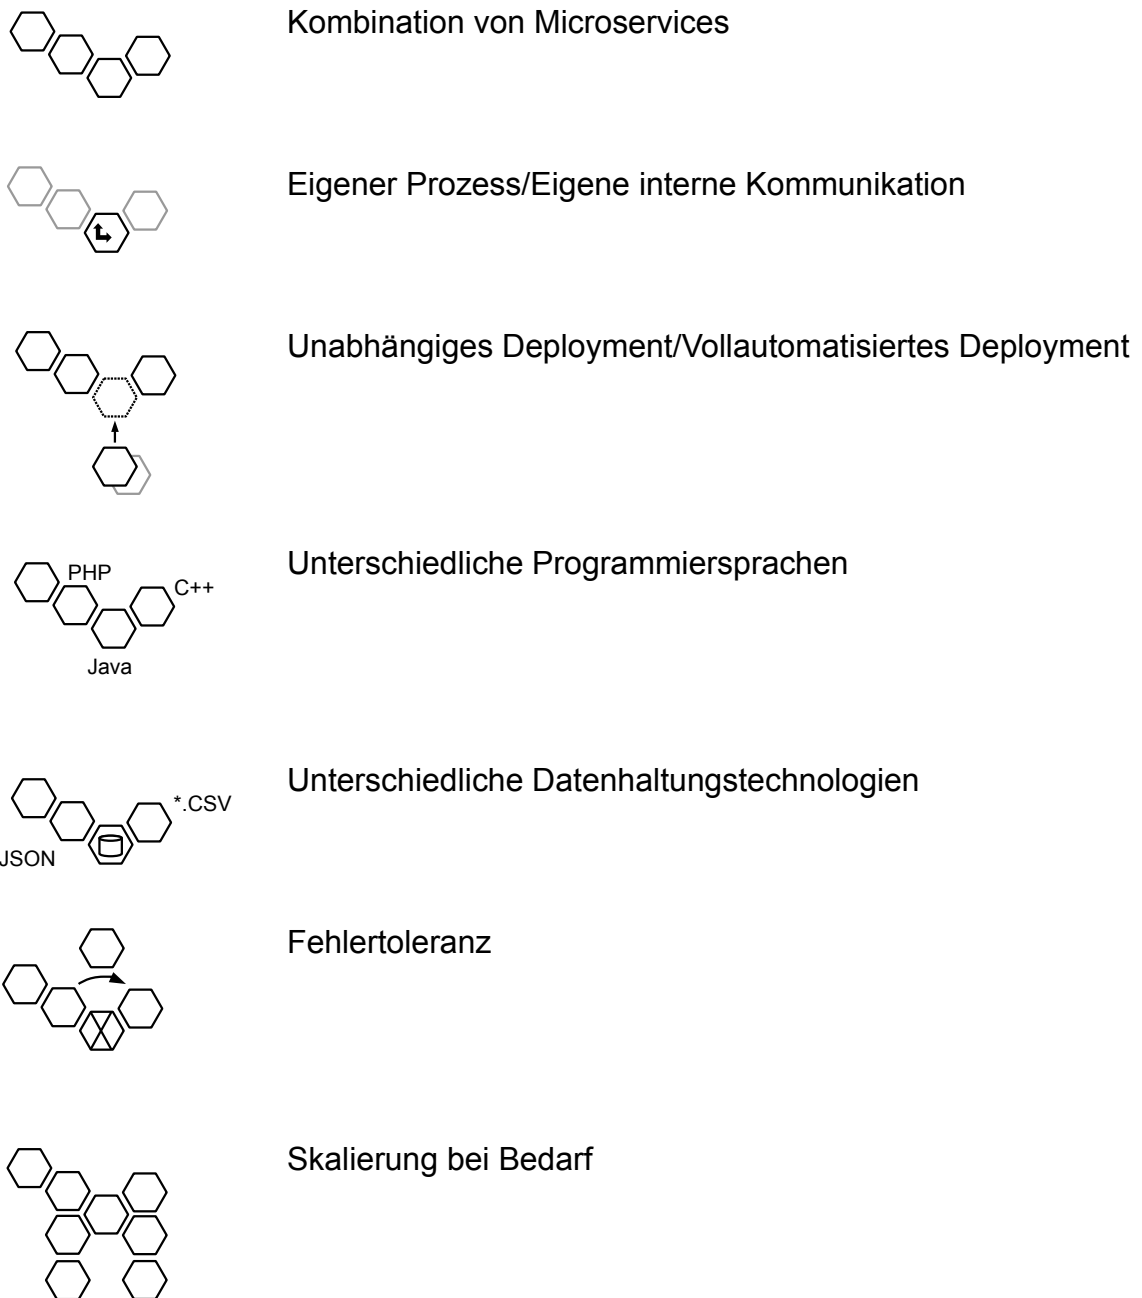 Kombination von Microservices
Eigener Prozess/Eigene interne Kommunikation
Unabhängiges Deployment/Vollautomatisiertes Deployment
Unterschiedliche Programmiersprachen
PHP
C++
Java
Unterschiedliche Datenhaltungstechnologien
*.CSV
JSON
Fehlertoleranz
Skalierung bei Bedarf